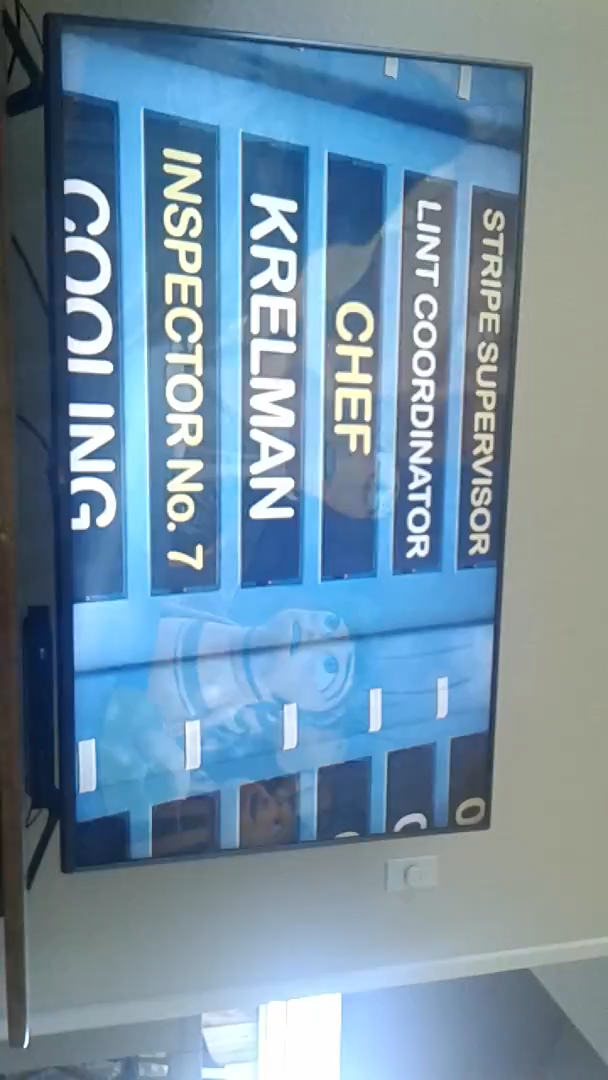 STRIPE SUPERVISOR
LINT COORDINATOR
CHEF
KRELMAN
INSPECTOR No. 7
COOLING